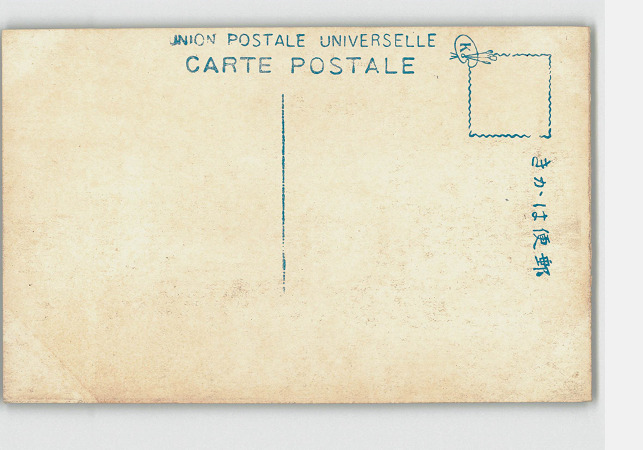 UNION POSTALE UNIVERSELLE
CARTE POSTALE
K
きかは便郵